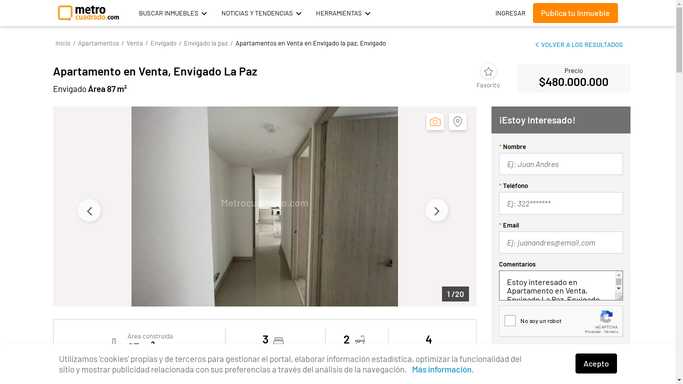 metro
cuadrado.com
BUSCAR INMUEBLES
NOTICIAS Y TENDENCIAS
HERRAMIENTAS
INGRESAR
Publica tu Inmueble
Inicio / Apartamentos / Venta / Envigado / Envigado la paz / Apartamentos en Venta en Envigado la paz, Envigado
VOLVER A LOS RESULTADOS
Apartamento en Venta, Envigado La Paz
Envigado Área 87 m²
Favorito
Precio
$480.000.000
Metrocuadrado.com
1 / 20
¡Estoy Interesado!
* Nombre
Ej: Juan Andres
* Teléfono
Ej: 322*******
* Email
Ej: juanandres@email.com
Comentarios
Estoy interesado en
Apartamento en Venta,
Envigado La Paz, Envigado
No soy un robot
reCAPTCHA
Privacidad - Términos
Área construida
3
2
4
Utilizamos 'cookies' propias y de terceros para gestionar el portal, elaborar información estadística, optimizar la funcionalidad del
sitio y mostrar publicidad relacionada con sus preferencias a través del análisis de la navegación. Más información.
Acepto